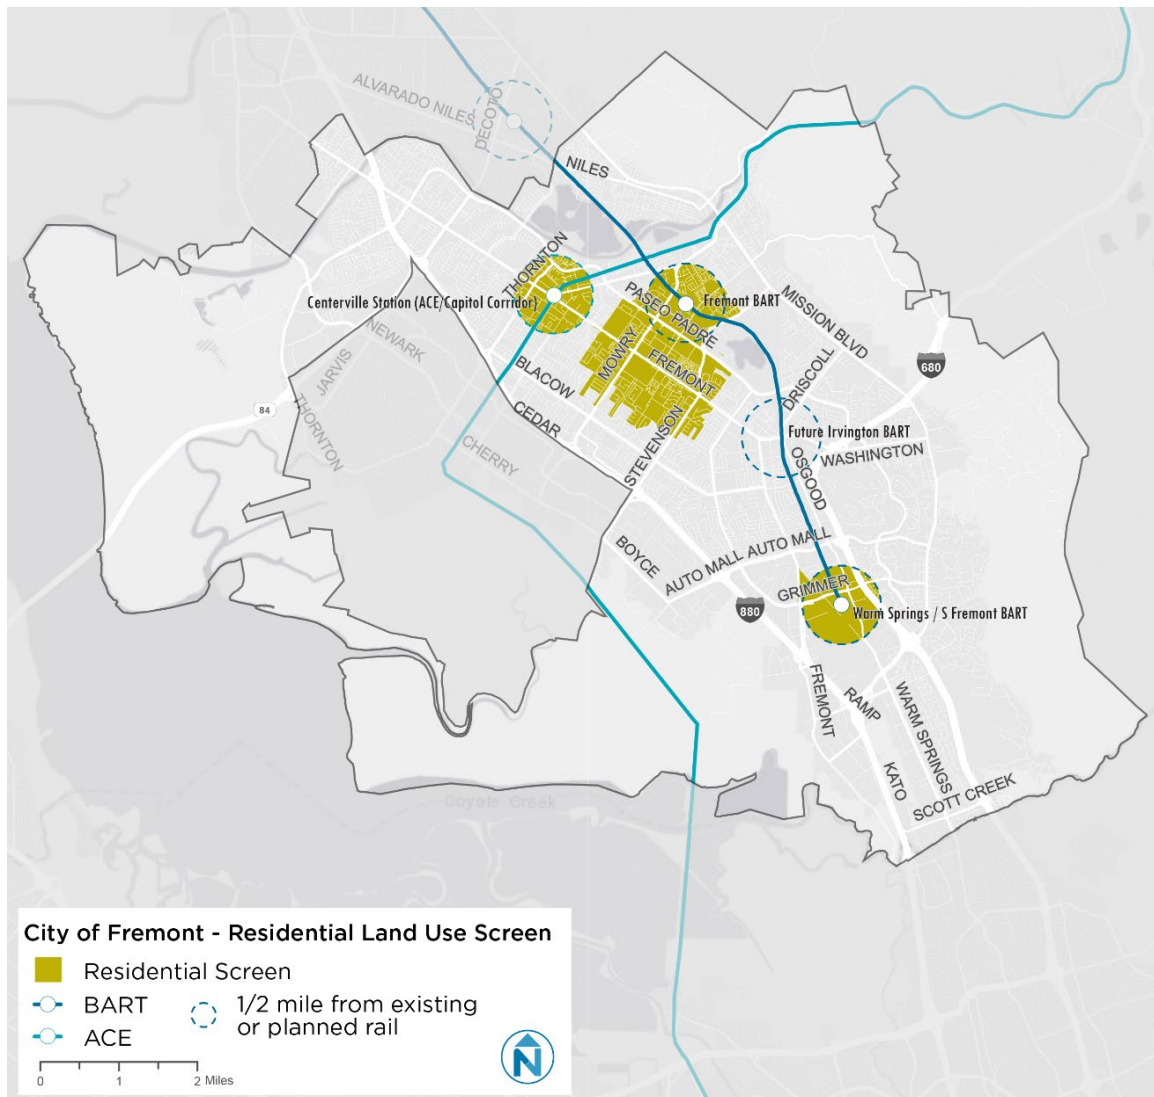 ALVARADO NILES
DECOTO
NILES
THORNTON
Centerville Station (ACE/Capitol Corridor)
PASEO PADRE
Fremont BART
MISSION BLVD
NEWARK
JARVIS
MOWRY
FREMONT
BLACOW
DRISCOLL
680
84
THORNTON
CEDAR
CHERRY
STEVENSON
Future Irvington BART
OSGOOD
WASHINGTON
BOYCE
AUTO MALL AUTO MALL
GRIMMER
880
Warm Springs / S Fremont BART
FREMONT
RAMP
WARM SPRINGS
KATO
SCOTT CREEK
Coyote Creek
City of Fremont - Residential Land Use Screen
Residential Screen
BART
ACE
1/2 mile from existing
or planned rail
N
0 1 2 Miles